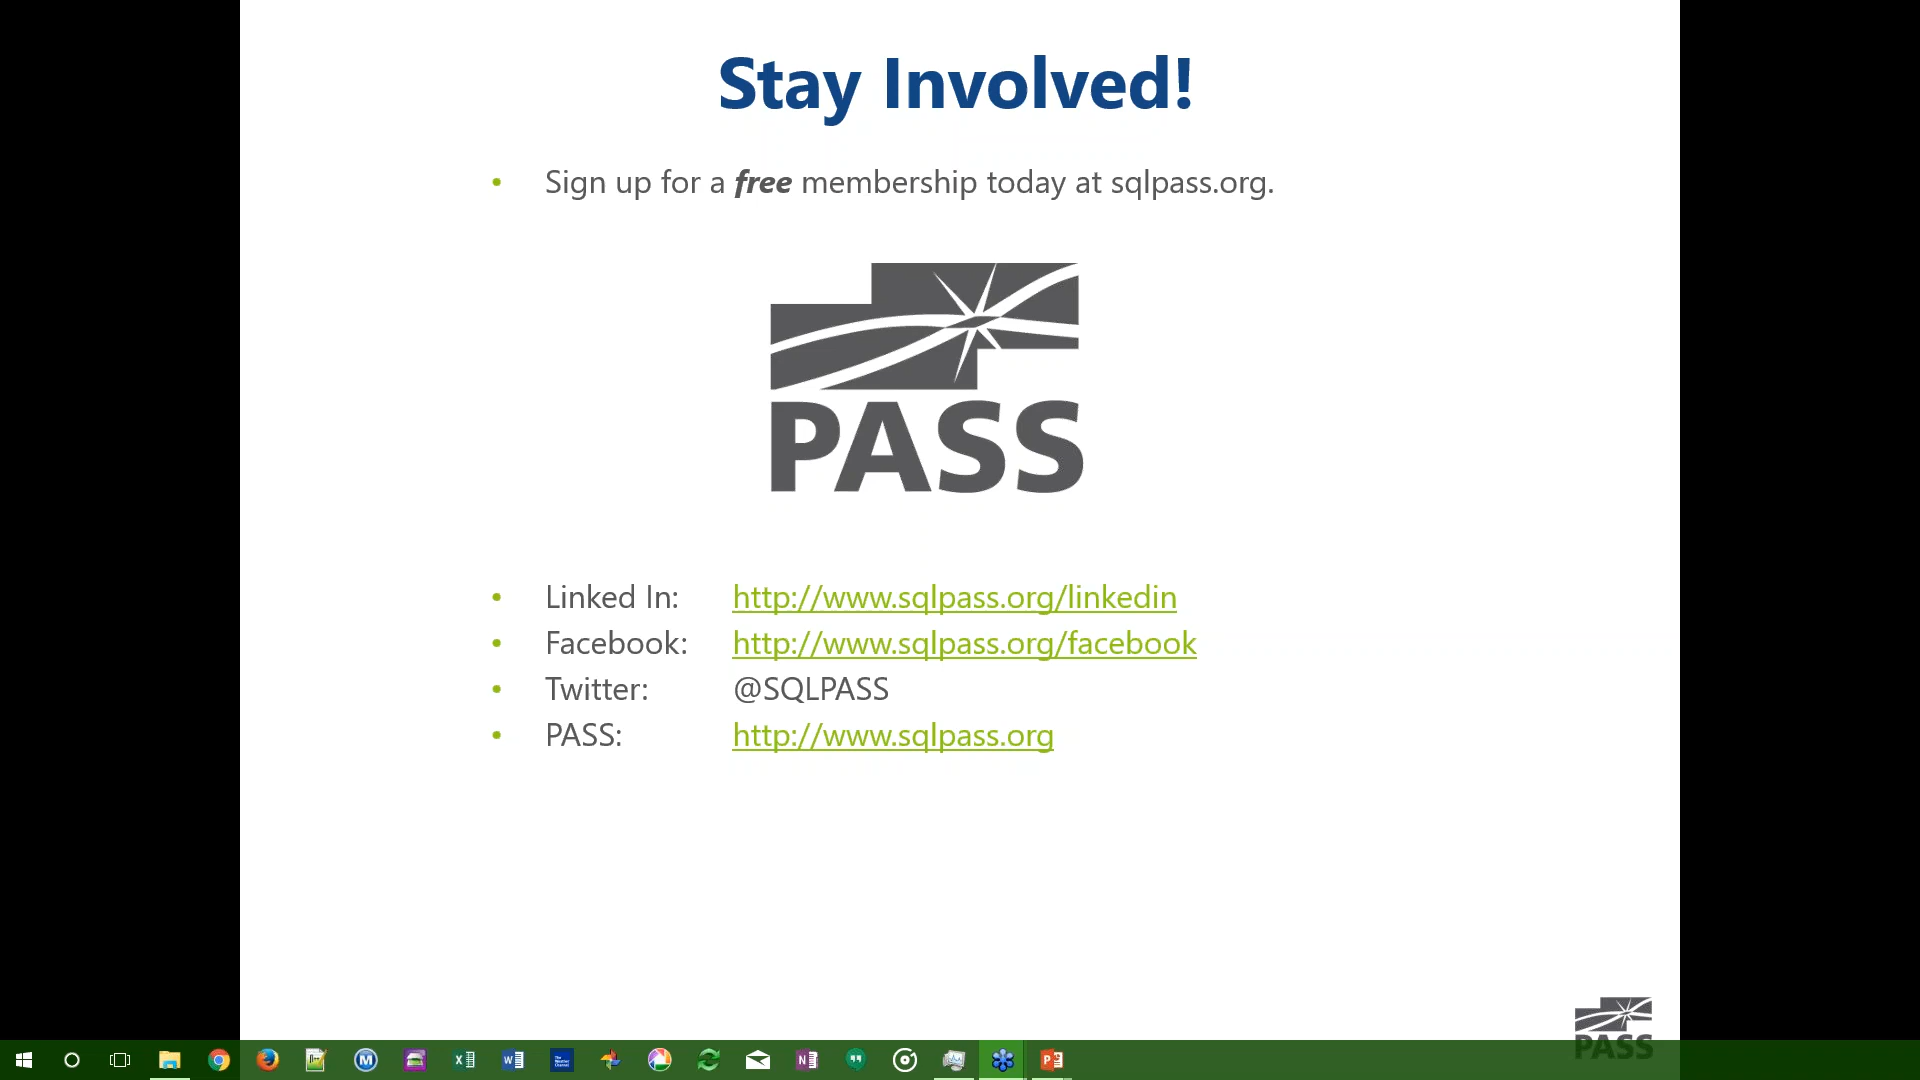 Stay Involved!
• Sign up for a free membership today at sqlpass.org.
PASS
• Linked In: http://www.sqlpass.org/linkedin
• Facebook: http://www.sqlpass.org/facebook
• Twitter: @SQLPASS
• PASS: http://www.sqlpass.org
PASS